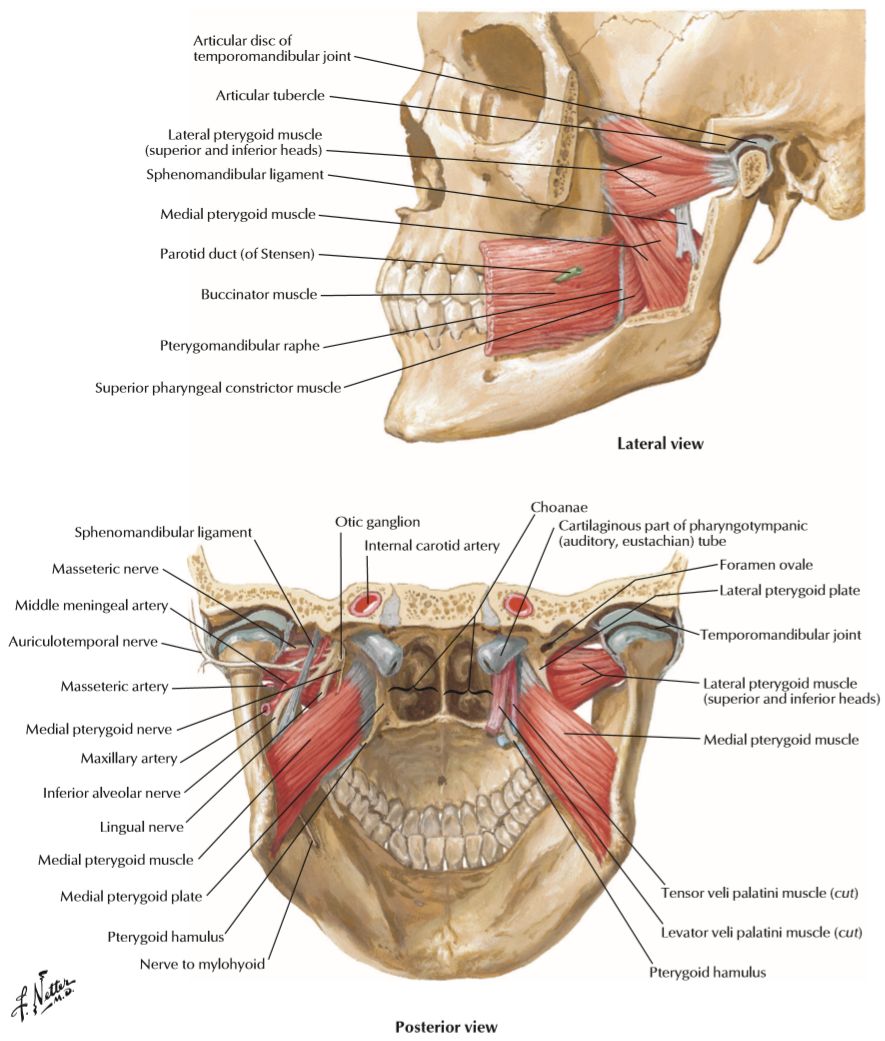 Articular disc of
temporomandibular joint
Articular tubercle
Lateral pterygoid muscle
(superior and inferior heads)
Sphenomandibular ligament
Medial pterygoid muscle
Parotid duct (of Stensen)
Buccinator muscle
Pterygomandibular raphe
Superior pharyngeal constrictor muscle
Lateral view
Choanae
Otic ganglion
Cartilaginous part of pharyngotympanic
(auditory, eustachian) tube
Sphenomandibular ligament
Internal carotid artery
Foramen ovale
Masseteric nerve
Lateral pterygoid plate
Middle meningeal artery
Temporomandibular joint
Auriculotemporal nerve
Masseteric artery
Lateral pterygoid muscle
(superior and inferior heads)
Medial pterygoid nerve
Medial pterygoid muscle
Maxillary artery
Inferior alveolar nerve
Lingual nerve
Medial pterygoid muscle
Medial pterygoid plate
Tensor veli palatini muscle (cut)
Pterygoid hamulus
Levator veli palatini muscle (cut)
Nerve to mylohyoid
Pterygoid hamulus
F. Netter
M.D.
Posterior view